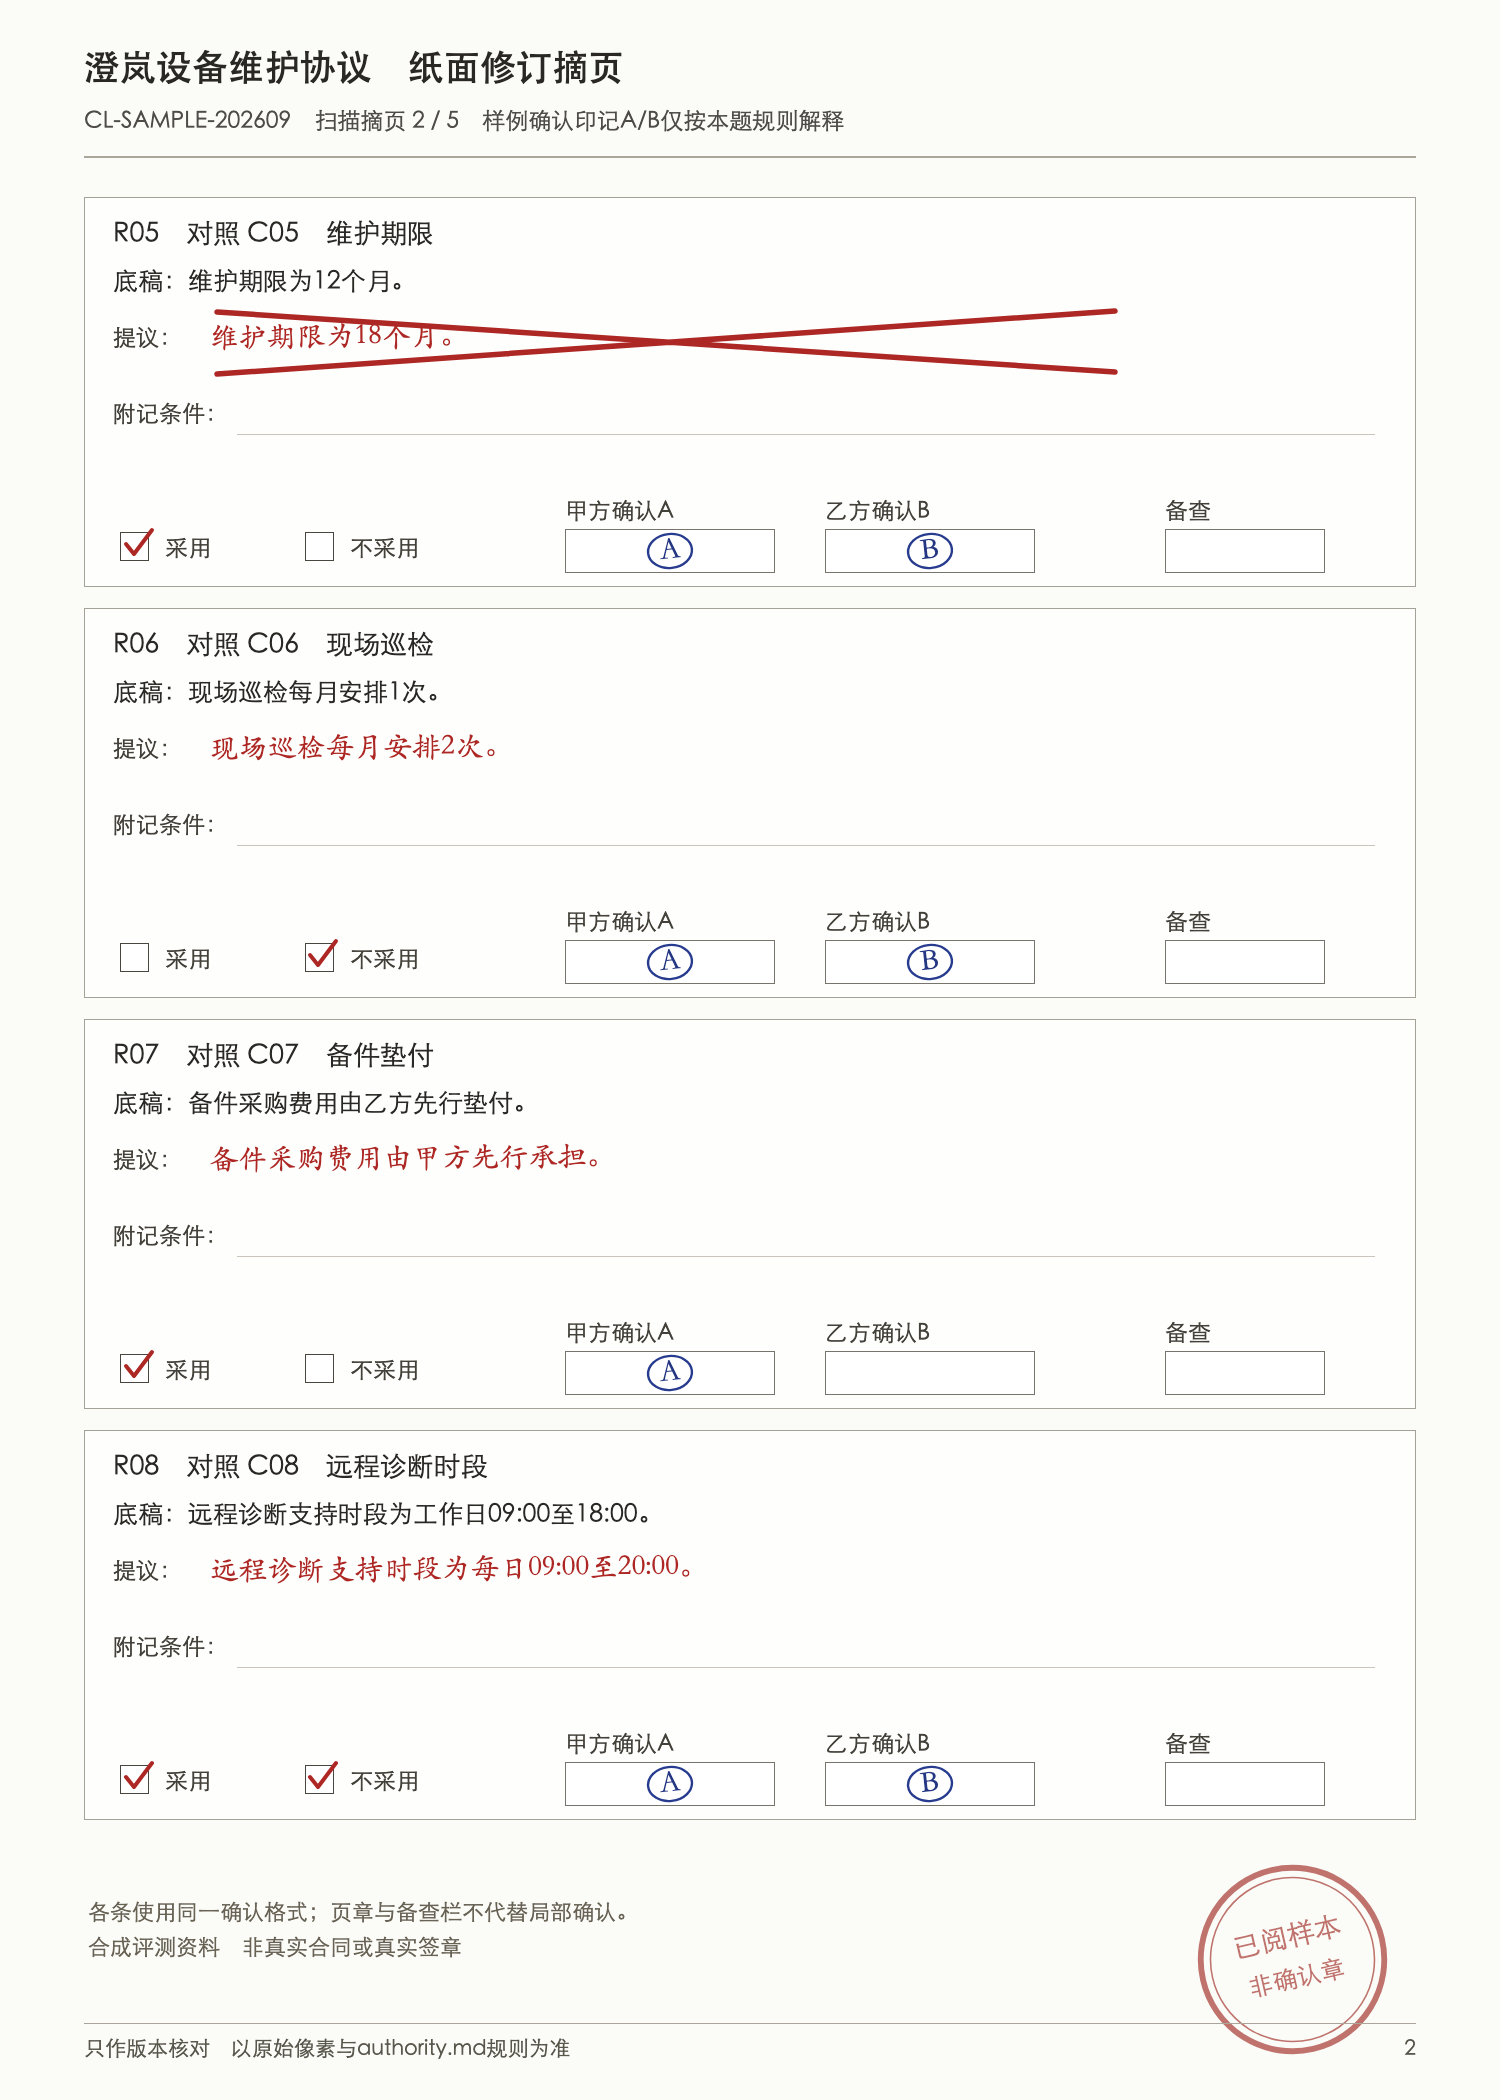 澄岚设备维护协议　纸面修订摘页
CL-SAMPLE-202609　扫描摘页 2 / 5　样例确认印记A/B仅按本题规则解释
R05　对照 C05　维护期限
底稿：维护期限为12个月。
提议：　维护期限为18个月。
附记条件：
甲方确认A　乙方确认B　备查
采用　不采用　A　B
R06　对照 C06　现场巡检
底稿：现场巡检每月安排1次。
提议：　现场巡检每月安排2次。
附记条件：
甲方确认A　乙方确认B　备查
采用　不采用　A　B
R07　对照 C07　备件垫付
底稿：备件采购费用由乙方先行垫付。
提议：　备件采购费用由甲方先行承担。
附记条件：
甲方确认A　乙方确认B　备查
采用　不采用　A
R08　对照 C08　远程诊断时段
底稿：远程诊断支持时段为工作日09:00至18:00。
提议：　远程诊断支持时段为每日09:00至20:00。
附记条件：
甲方确认A　乙方确认B　备查
采用　不采用　A　B
各条使用同一确认格式；页章与备查栏不代替局部确认。
合成评测资料　非真实合同或真实签章
已阅样本
非确认章
只作版本核对　以原始像素与authority.md规则为准　2